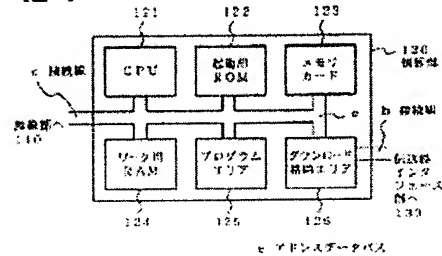 121
122
123
CPU
起動用
ROM
メモリ
カード
120
制御部
c 接続線
無線部へ
110
e
b 接続線
ワーク用
RAM
プログラム
エリア
ダウンロード
格納エリア
伝送路
インタ
フェース
部へ
130
124
125
126
e アドレスデータバス